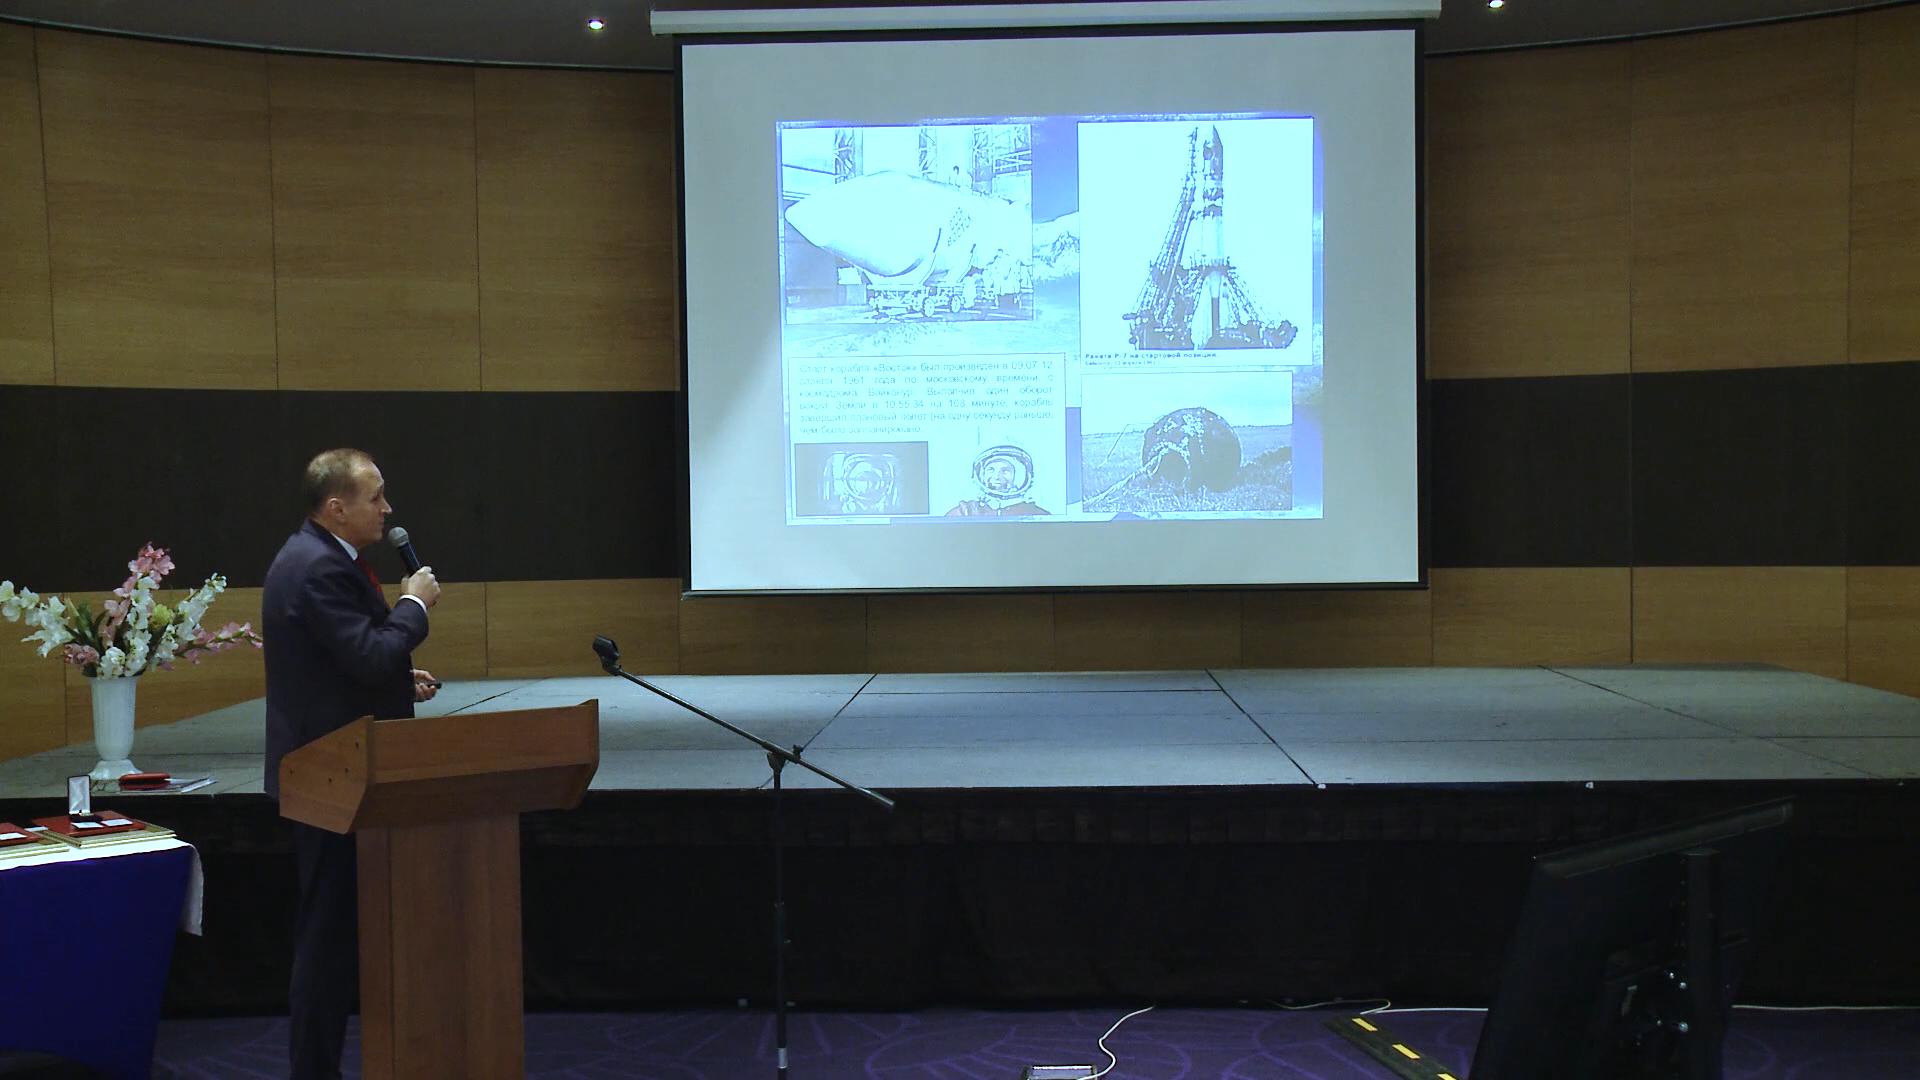 ВОСТОК
Ракета Р-7 на стартовой позиции.
Старт корабля «Восток» был произведен в 09.07 12
апреля 1961 года по московскому времени с
космодрома Байконур. Выполнив один оборот
вокруг Земли в 10.55.34 на 108 минуте, корабль
завершил плановый полет (на одну секунду раньше,
чем было запланировано.